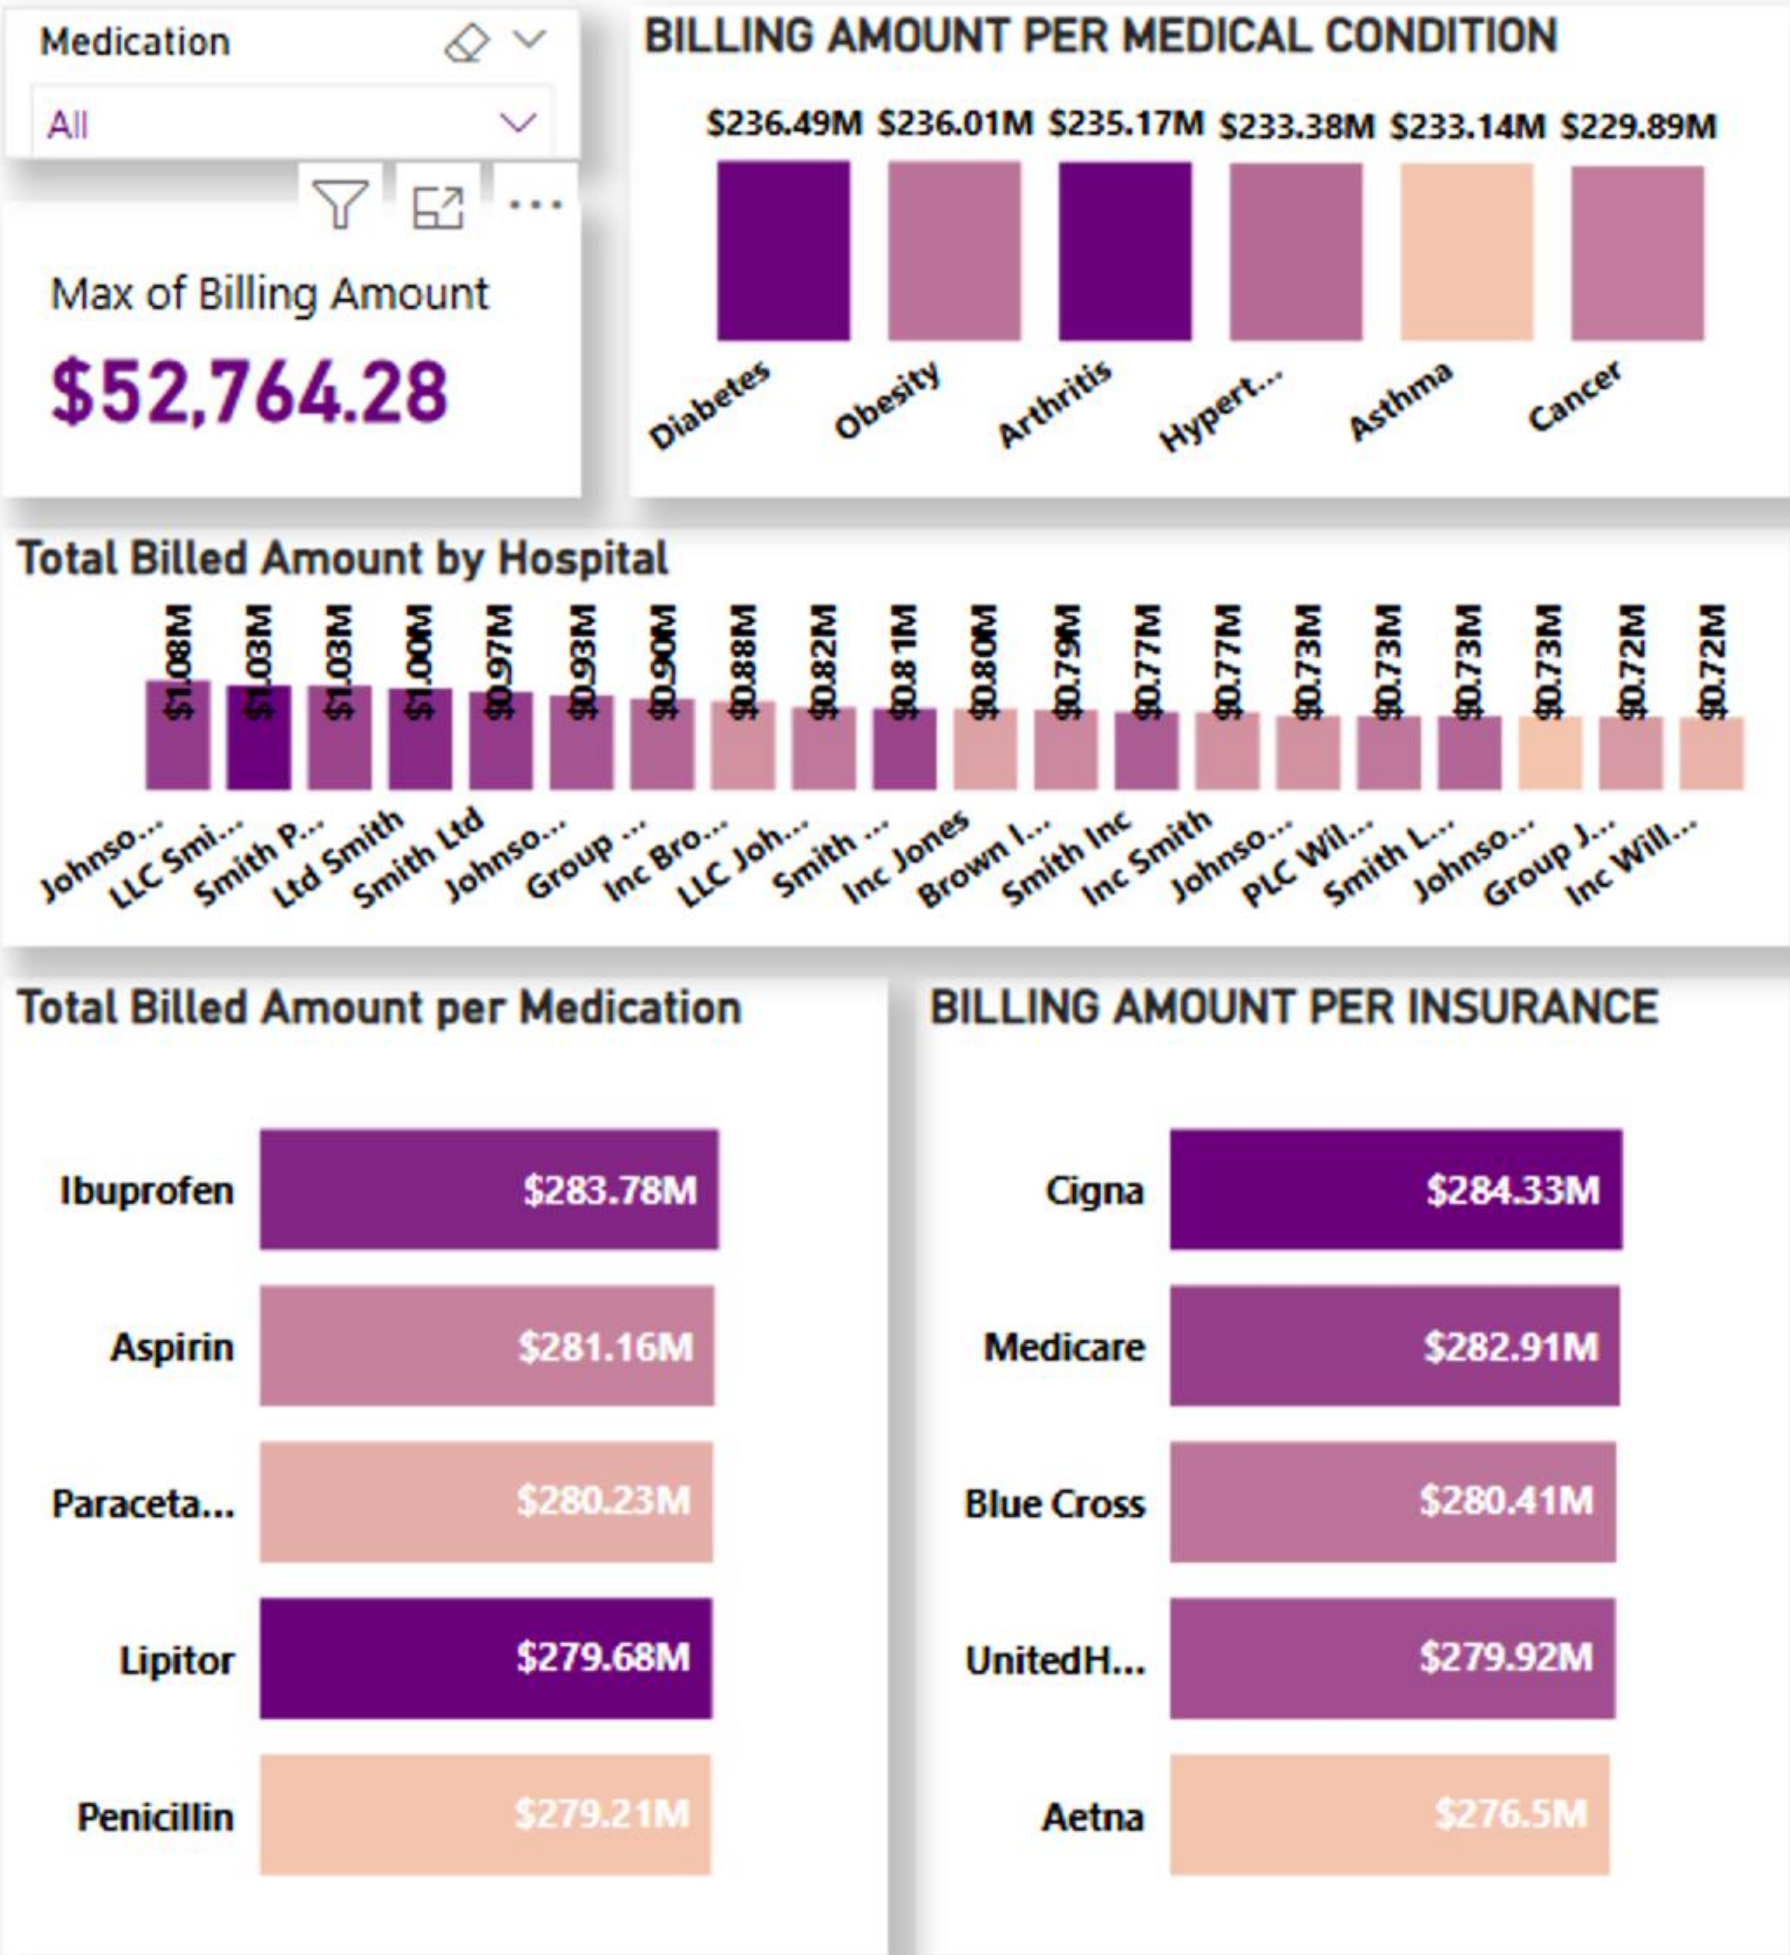 Medication
All
Max of Billing Amount
$52,764.28
BILLING AMOUNT PER MEDICAL CONDITION
$236.49M $236.01M $235.17M $233.38M $233.14M $229.89M
Diabetes Obesity Arthritis Hypert... Asthma Cancer
Total Billed Amount by Hospital
$1.08M $1.03M $1.03M $1.00M $0.97M $0.93M $0.90M $0.88M $0.82M $0.81M $0.80M $0.79M $0.77M $0.77M $0.73M $0.73M $0.73M $0.73M $0.72M $0.72M
Johnso... LLC Smi... Smith P... Ltd Smith Smith Ltd Johnso... Group ... Inc Bro... LLC Joh... Smith ... Inc Jones Brown I... Smith Inc Inc Smith Johnso... PLC Wil... Smith L... Johnso... Group J... Inc Will...
Total Billed Amount per Medication
Ibuprofen $283.78M
Aspirin $281.16M
Paraceta... $280.23M
Lipitor $279.68M
Penicillin $279.21M
BILLING AMOUNT PER INSURANCE
Cigna $284.33M
Medicare $282.91M
Blue Cross $280.41M
UnitedH... $279.92M
Aetna $276.5M